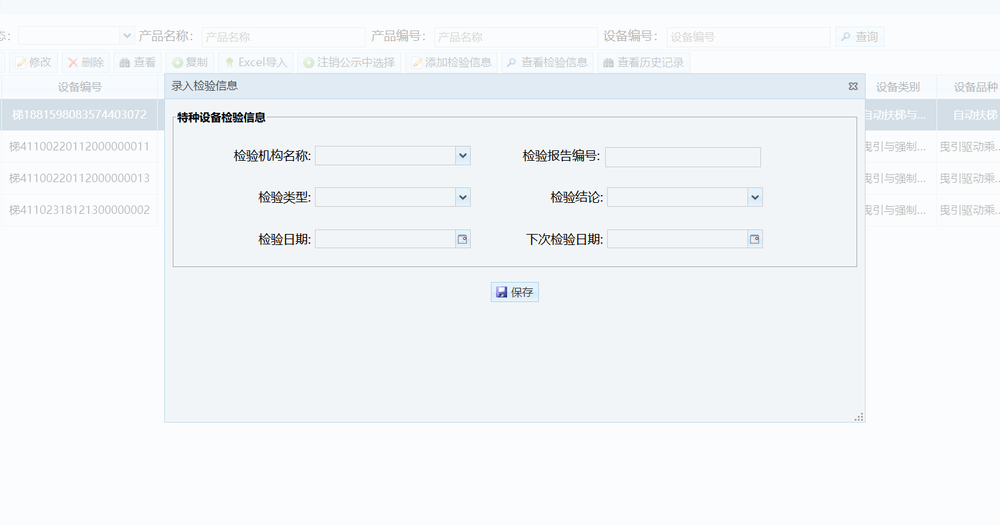 态: 产品名称: 产品名称 产品编号: 产品编号 设备编号: 设备编号 查询
修改 删除 查看 复制 Excel导入 注销公示中选择 添加检验信息 查看检验信息 查看历史记录
设备编号 设备类别 设备品种
录入检验信息
梯1881598083574403072 自动扶梯与... 自动扶梯
梯41100220112000000011 曳引与强制... 曳引驱动乘...
梯41100220112000000013 曳引与强制... 曳引驱动乘...
梯41102318121300000002 曳引与强制... 曳引驱动乘...
特种设备检验信息
检验机构名称: 检验报告编号:
检验类型: 检验结论:
检验日期: 下次检验日期:
保存